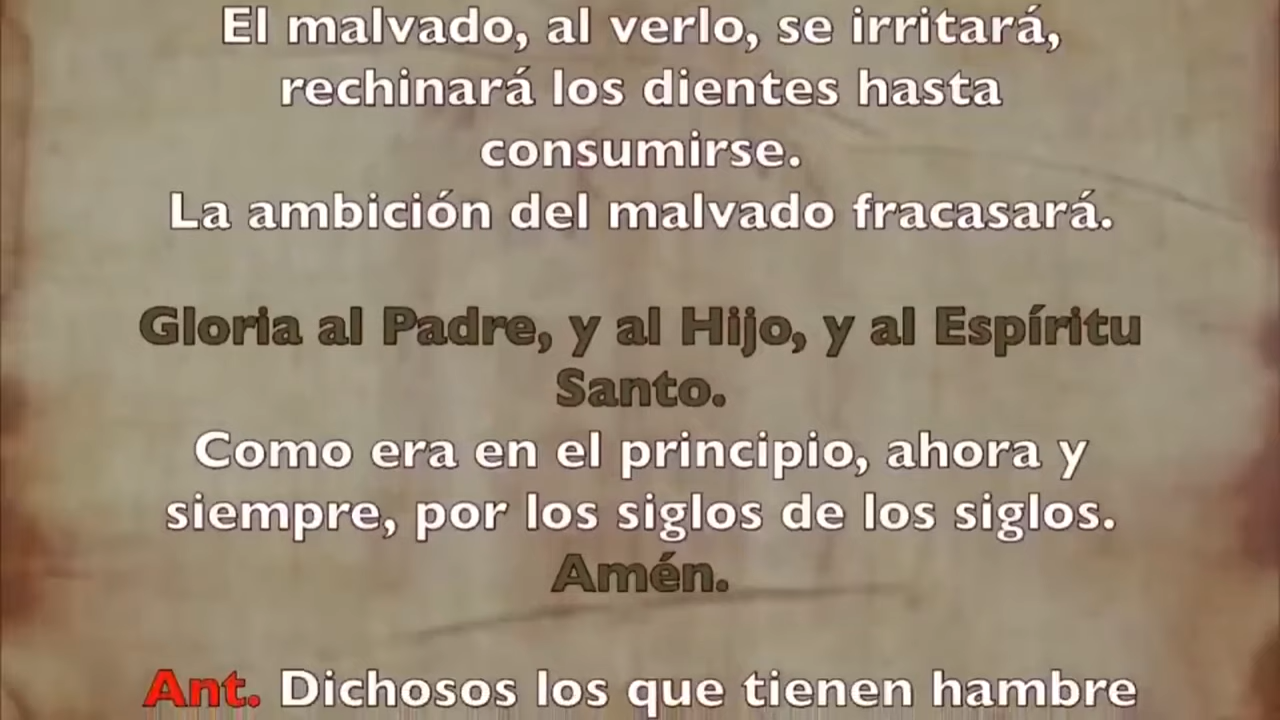 El malvado, al verlo, se irritará,
rechinará los dientes hasta
consumirse.
La ambición del malvado fracasará.
Gloria al Padre, y al Hijo, y al Espíritu
Santo.
Como era en el principio, ahora y
siempre, por los siglos de los siglos.
Amén.
Ant. Dichosos los que tienen hambre